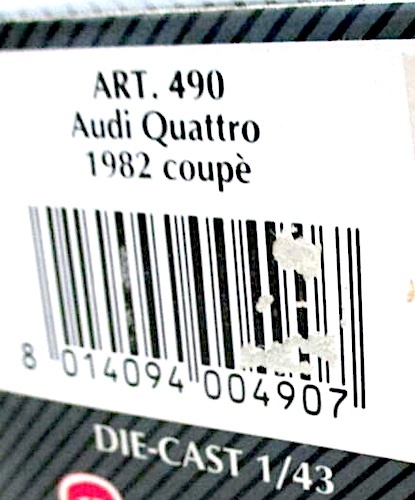 ART. 490
Audi Quattro
1982 coupè
8 014094 004907
DIE-CAST 1/43